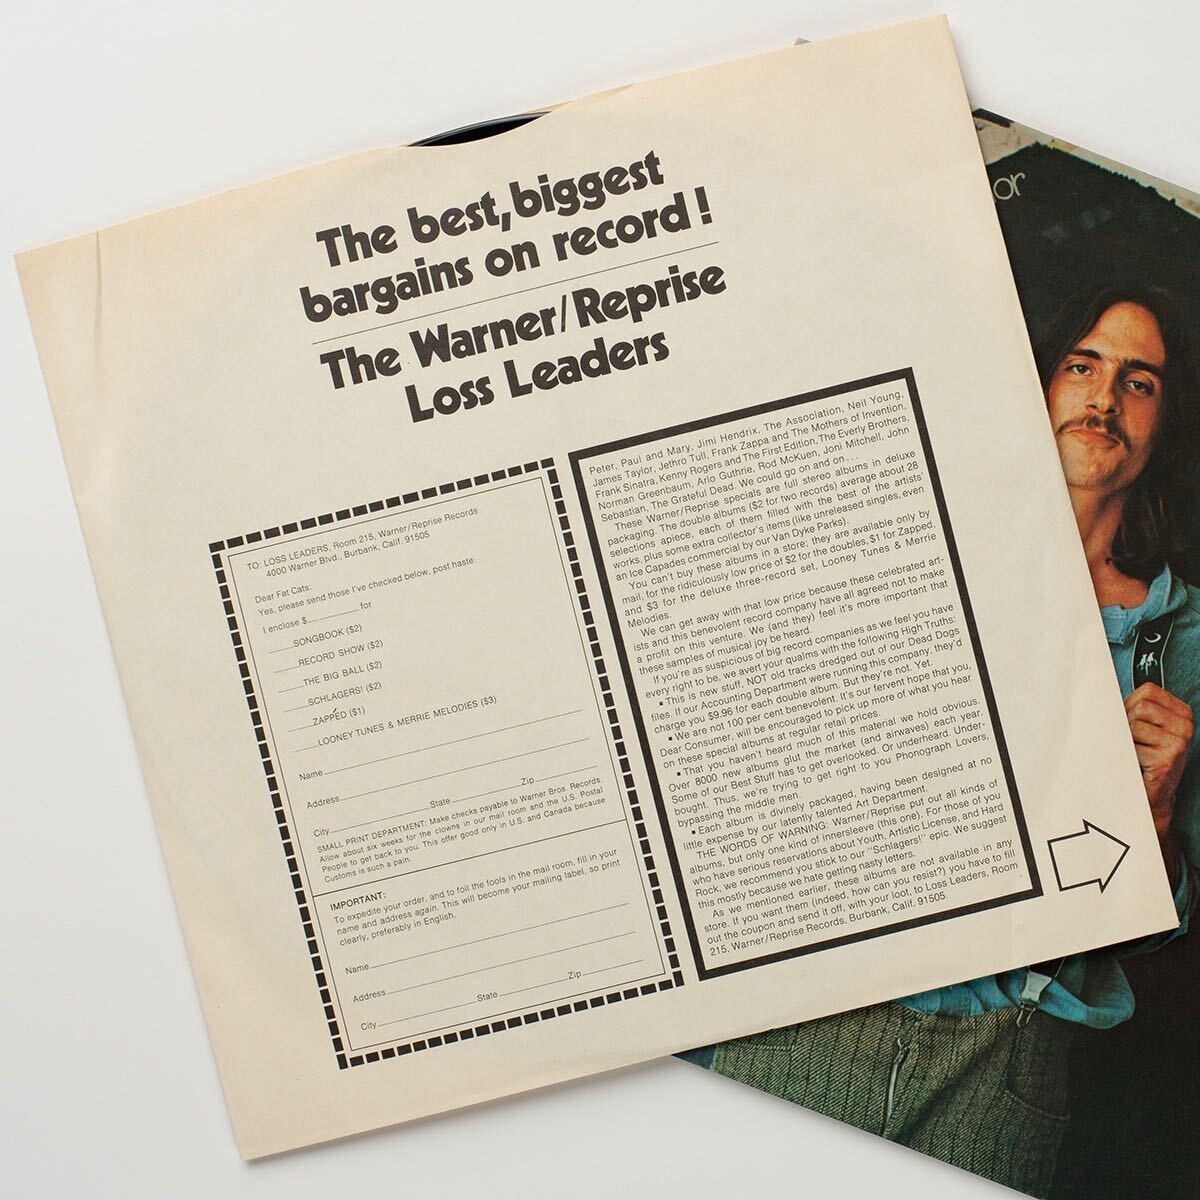 The best, biggest
bargains on record!
The Warner/Reprise
Loss Leaders
TO: LOSS LEADERS, Room 215, Warner/Reprise Records
4000 Warner Blvd., Burbank, Calif. 91505
Dear Fat Cats:
Yes, please send those I've checked below, post haste.
I enclose $________ for
____SONGBOOK ($2)
____RECORD SHOW ($2)
____THE BIG BALL ($2)
____SCHLAGERS! ($2)
____ZAPPED ($1)
____LOONEY TUNES & MERRIE MELODIES ($3)
Name
Address
City State Zip
SMALL PRINT DEPARTMENT: Make checks payable to Warner Bros. Records.
Allow about six weeks for the clowns in our mail room and the U.S. Postal
People to get back to you. This offer good only in U.S. and Canada because
Customs is such a pain.
IMPORTANT:
To expedite your order, and to foil the fools in the mail room, fill in your
name and address again. This will become your mailing label, so print
clearly, preferably in English.
Name
Address
City State Zip
Peter, Paul and Mary, Jimi Hendrix, The Association, Neil Young,
James Taylor, Jethro Tull, Frank Zappa and The Mothers of Invention,
Frank Sinatra, Kenny Rogers and The First Edition, The Everly Brothers,
Norman Greenbaum, Arlo Guthrie, Rod McKuen, Joni Mitchell, John
Sebastian, The Grateful Dead. We could go on and on...
These Warner/Reprise specials are full stereo albums in deluxe
packaging. The double albums ($2 for two records) average about 28
selections apiece, each of them filled with the best of the artists'
works, plus some extra collector's items (like unreleased singles, even
an Ice Capades commercial by our Van Dyke Parks).
You can't buy these albums in a store: they are available only by
mail, for the ridiculously low price of $2 for the doubles, $1 for Zapped,
and $3 for the deluxe three-record set, Looney Tunes & Merrie
Melodies.
We can get away with that low price because these celebrated art-
ists and this benevolent record company have all agreed not to make
a profit on this venture. We (and they) feel it's more important that
these samples of musical joy be heard.
If you're as suspicious of big record companies as we feel you have
every right to be, we avert your qualms with the following High Truths:
▪ This is new stuff, NOT old tracks dredged out of our Dead Dogs
files. If our Accounting Department were running this company, they'd
charge you $9.96 for each double album. But they're not. Yet.
▪ We are not 100 per cent benevolent. It's our fervent hope that you,
Dear Consumer, will be encouraged to pick up more of what you hear
on these special albums at regular retail prices.
▪ That you haven't heard much of this material we hold obvious.
Over 8000 new albums glut the market (and airwaves) each year.
Some of our Best Stuff has to get overlooked. Or underheard. Under-
bought. Thus, we're trying to get right to you Phonograph Lovers,
bypassing the middle men.
▪ Each album is divinely packaged, having been designed at no
little expense by our latently talented Art Department.
THE WORDS OF WARNING: Warner/Reprise put out all kinds of
albums, but only one kind of innersleeve (this one). For those of you
who have serious reservations about Youth, Artistic License, and Hard
Rock, we recommend you stick to our "Schlagers!" epic. We suggest
this mostly because we hate getting nasty letters.
As we mentioned earlier, these albums are not available in any
store. If you want them (indeed, how can you resist?) you have to fill
out the coupon and send it off, with your loot, to Loss Leaders, Room
215, Warner/Reprise Records, Burbank, Calif. 91505.
or